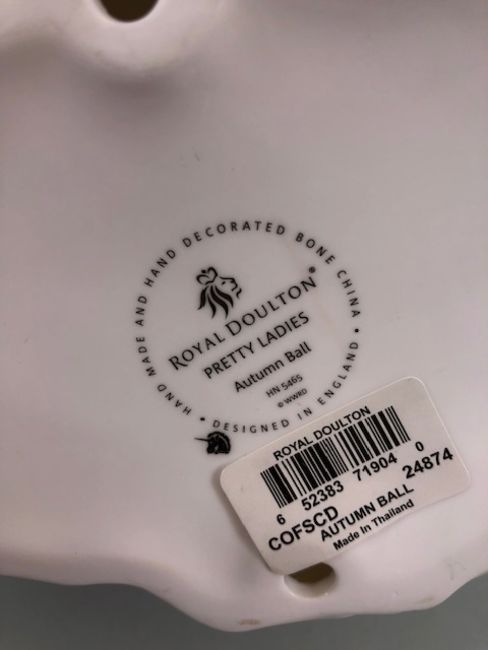 HAND MADE AND HAND DECORATED BONE CHINA • DESIGNED IN ENGLAND •
ROYAL DOULTON®
PRETTY LADIES
Autumn Ball
HN 5465
© WWRD
ROYAL DOULTON
6 52383 71904 0
COFSCD 24874
AUTUMN BALL
Made In Thailand